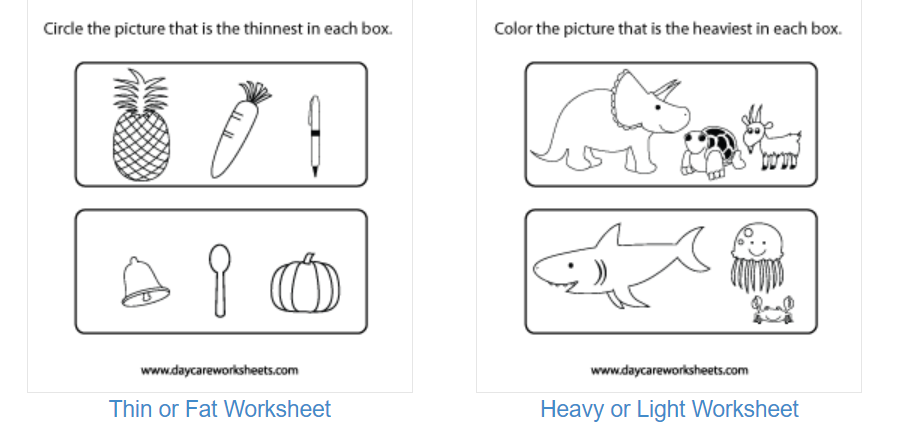 Circle the picture that is the thinnest in each box.
www.daycareworksheets.com
Thin or Fat Worksheet
Color the picture that is the heaviest in each box.
www.daycareworksheets.com
Heavy or Light Worksheet